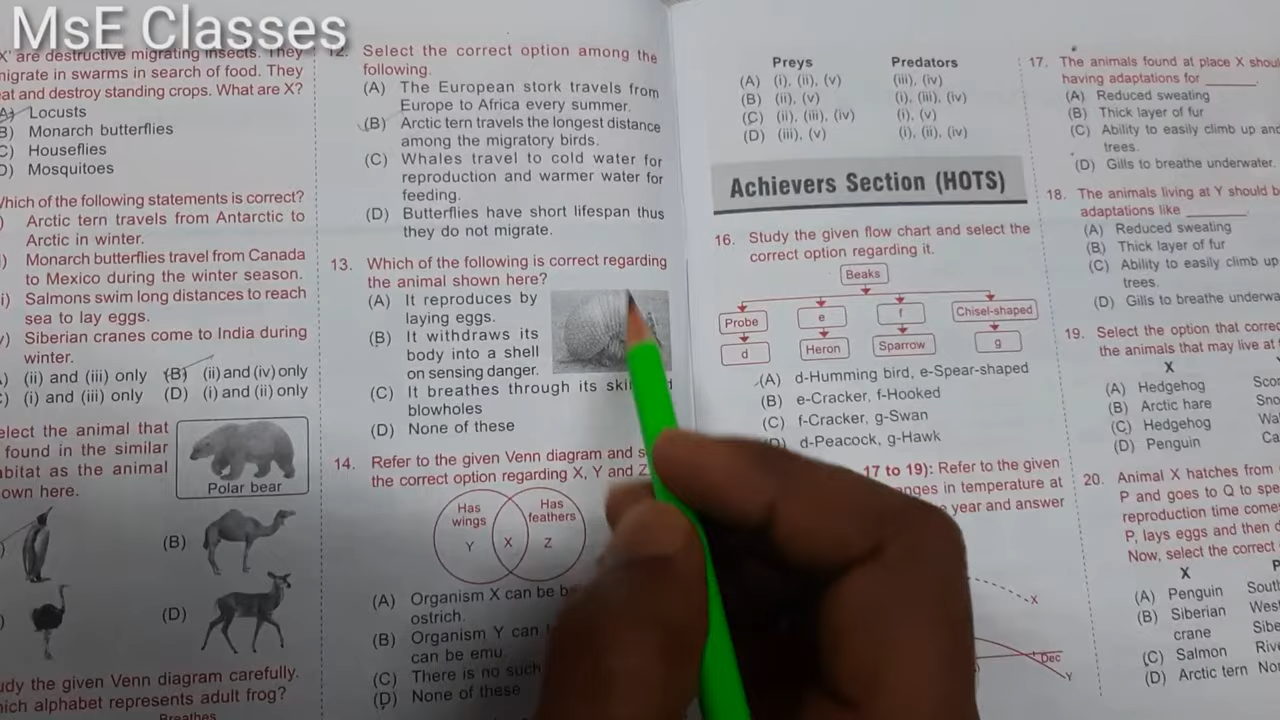 MsE Classes
X' are destructive migrating insects. They
migrate in swarms in search of food. They
eat and destroy standing crops. What are X?
A) Locusts
B) Monarch butterflies
C) Houseflies
D) Mosquitoes
Which of the following statements is correct?
) Arctic tern travels from Antarctic to
Arctic in winter.
i) Monarch butterflies travel from Canada
to Mexico during the winter season.
i) Salmons swim long distances to reach
sea to lay eggs.
v) Siberian cranes come to India during
winter.
) (ii) and (iii) only (B) (ii) and (iv) only
) (i) and (iii) only (D) (i) and (ii) only
elect the animal that
found in the similar
abitat as the animal
own here.
Polar bear
(B)
(D)
udy the given Venn diagram carefully.
hich alphabet represents adult frog?
Breathes
12. Select the correct option among the
following.
(A) The European stork travels from
Europe to Africa every summer.
(B) Arctic tern travels the longest distance
among the migratory birds.
(C) Whales travel to cold water for
reproduction and warmer water for
feeding.
(D) Butterflies have short lifespan thus
they do not migrate.
13. Which of the following is correct regarding
the animal shown here?
(A) It reproduces by
laying eggs.
(B) It withdraws its
body into a shell
on sensing danger.
(C) It breathes through its
blowholes
(D) None of these
14. Refer to the given Venn diagram and
the correct option regarding X, Y and Z
Has wings
Has feathers
Y X Z
(A) Organism X can be
ostrich.
(B) Organism Y can
can be emu.
(C) There is no such
(D) None of these
Preys Predators
(A) (i), (ii), (v) (iii), (iv)
(B) (ii), (v) (i), (iii), (iv)
(C) (ii), (iii), (iv) (i), (v)
(D) (iii), (v) (i), (ii), (iv)
Achievers Section (HOTS)
16. Study the given flow chart and select the
correct option regarding it.
Beaks
Probe e f Chisel-shaped
d Heron Sparrow g
(A) d-Humming bird, e-Spear-shaped
(B) e-Cracker, f-Hooked
(C) f-Cracker, g-Swan
(D) d-Peacock, g-Hawk
17 to 19): Refer to the given
anges in temperature at
year and answer
X
Dec
Y
17. The animals found at place X shoul
having adaptations for ______.
(A) Reduced sweating
(B) Thick layer of fur
(C) Ability to easily climb up and
trees.
(D) Gills to breathe underwater.
18. The animals living at Y should b
adaptations like ______.
(A) Reduced sweating
(B) Thick layer of fur
(C) Ability to easily climb up
trees.
(D) Gills to breathe underwa
19. Select the option that correc
the animals that may live at
X
(A) Hedgehog Scor
(B) Arctic hare Sno
(C) Hedgehog Wa
(D) Penguin Ca
20. Animal X hatches from
P and goes to Q to spe
reproduction time come
P, lays eggs and then
Now, select the correct
X P
(A) Penguin South
(B) Siberian West
crane Sibe
(C) Salmon Rive
(D) Arctic tern Nor